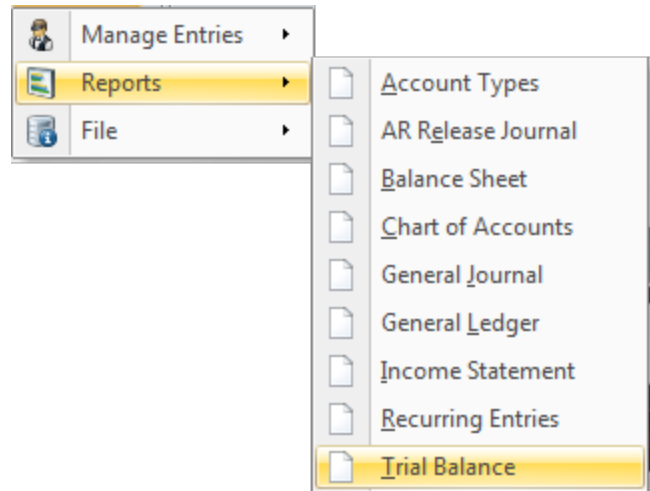 Manage Entries
Reports
File
Account Types
AR Release Journal
Balance Sheet
Chart of Accounts
General Journal
General Ledger
Income Statement
Recurring Entries
Trial Balance